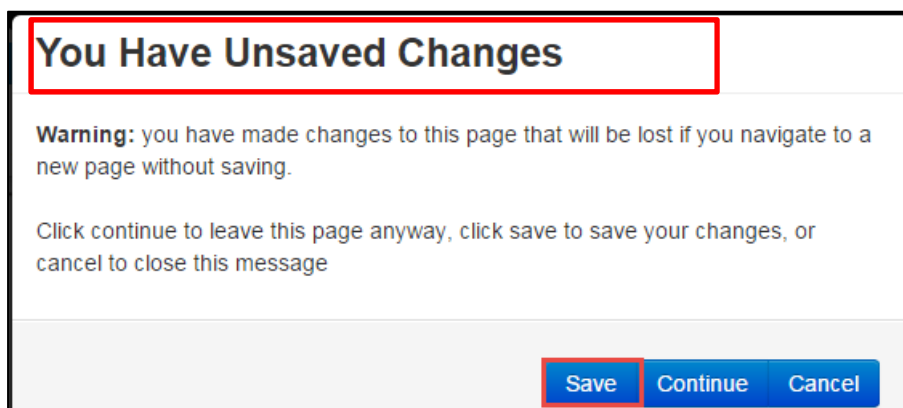 You Have Unsaved Changes
Warning: you have made changes to this page that will be lost if you navigate to a
new page without saving.
Click continue to leave this page anyway, click save to save your changes, or
cancel to close this message
Save Continue Cancel